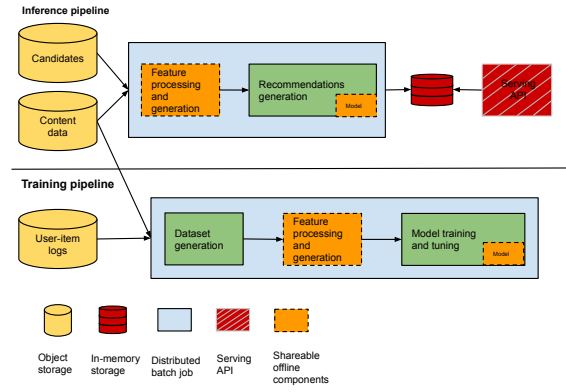 Inference pipeline
Candidates
Content
data
Feature
processing
and
generation
Recommendations
generation
Model
Serving
API
Training pipeline
User-item
logs
Dataset
generation
Feature
processing
and
generation
Model training
and tuning
Model
Object
storage
In-memory
storage
Distributed
batch job
Serving
API
Shareable
offline
components